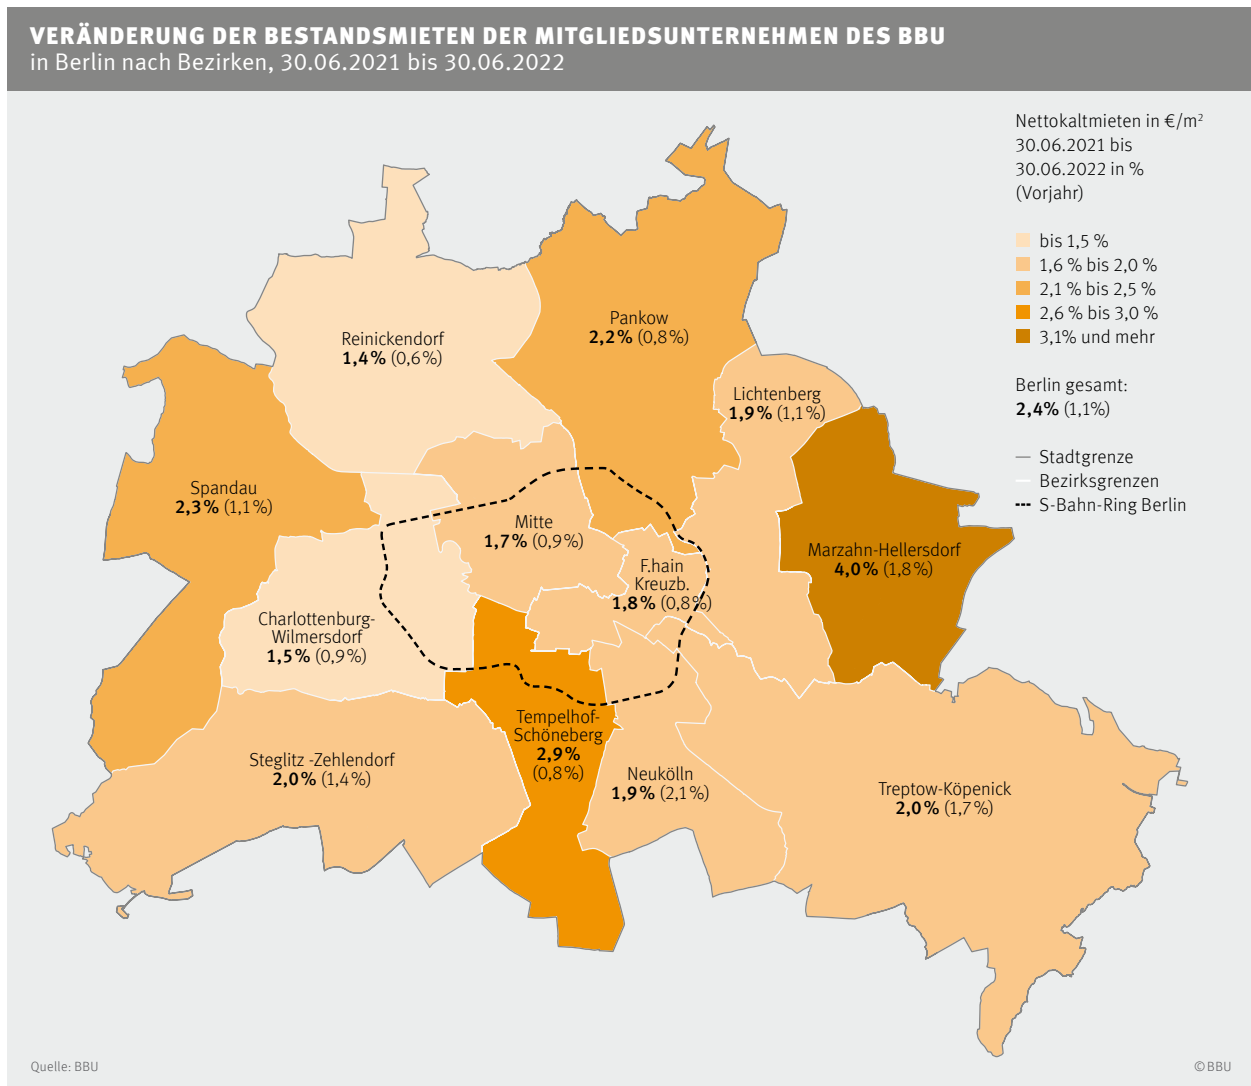 VERÄNDERUNG DER BESTANDSMIETEN DER MITGLIEDSUNTERNEHMEN DES BBU
in Berlin nach Bezirken, 30.06.2021 bis 30.06.2022
Nettokaltmieten in €/m²
30.06.2021 bis
30.06.2022 in %
(Vorjahr)
bis 1,5 %
1,6 % bis 2,0 %
2,1 % bis 2,5 %
2,6 % bis 3,0 %
3,1% und mehr
Berlin gesamt:
2,4% (1,1%)
Stadtgrenze
Bezirksgrenzen
S-Bahn-Ring Berlin
Pankow
2,2% (0,8%)
Reinickendorf
1,4% (0,6%)
Lichtenberg
1,9% (1,1%)
Spandau
2,3% (1,1%)
Mitte
1,7% (0,9%)
Marzahn-Hellersdorf
4,0% (1,8%)
F.hain
Kreuzb.
1,8% (0,8%)
Charlottenburg-
Wilmersdorf
1,5% (0,9%)
Tempelhof-
Schöneberg
2,9%
(0,8%)
Steglitz -Zehlendorf
2,0% (1,4%)
Neukölln
1,9% (2,1%)
Treptow-Köpenick
2,0% (1,7%)
Quelle: BBU
© BBU